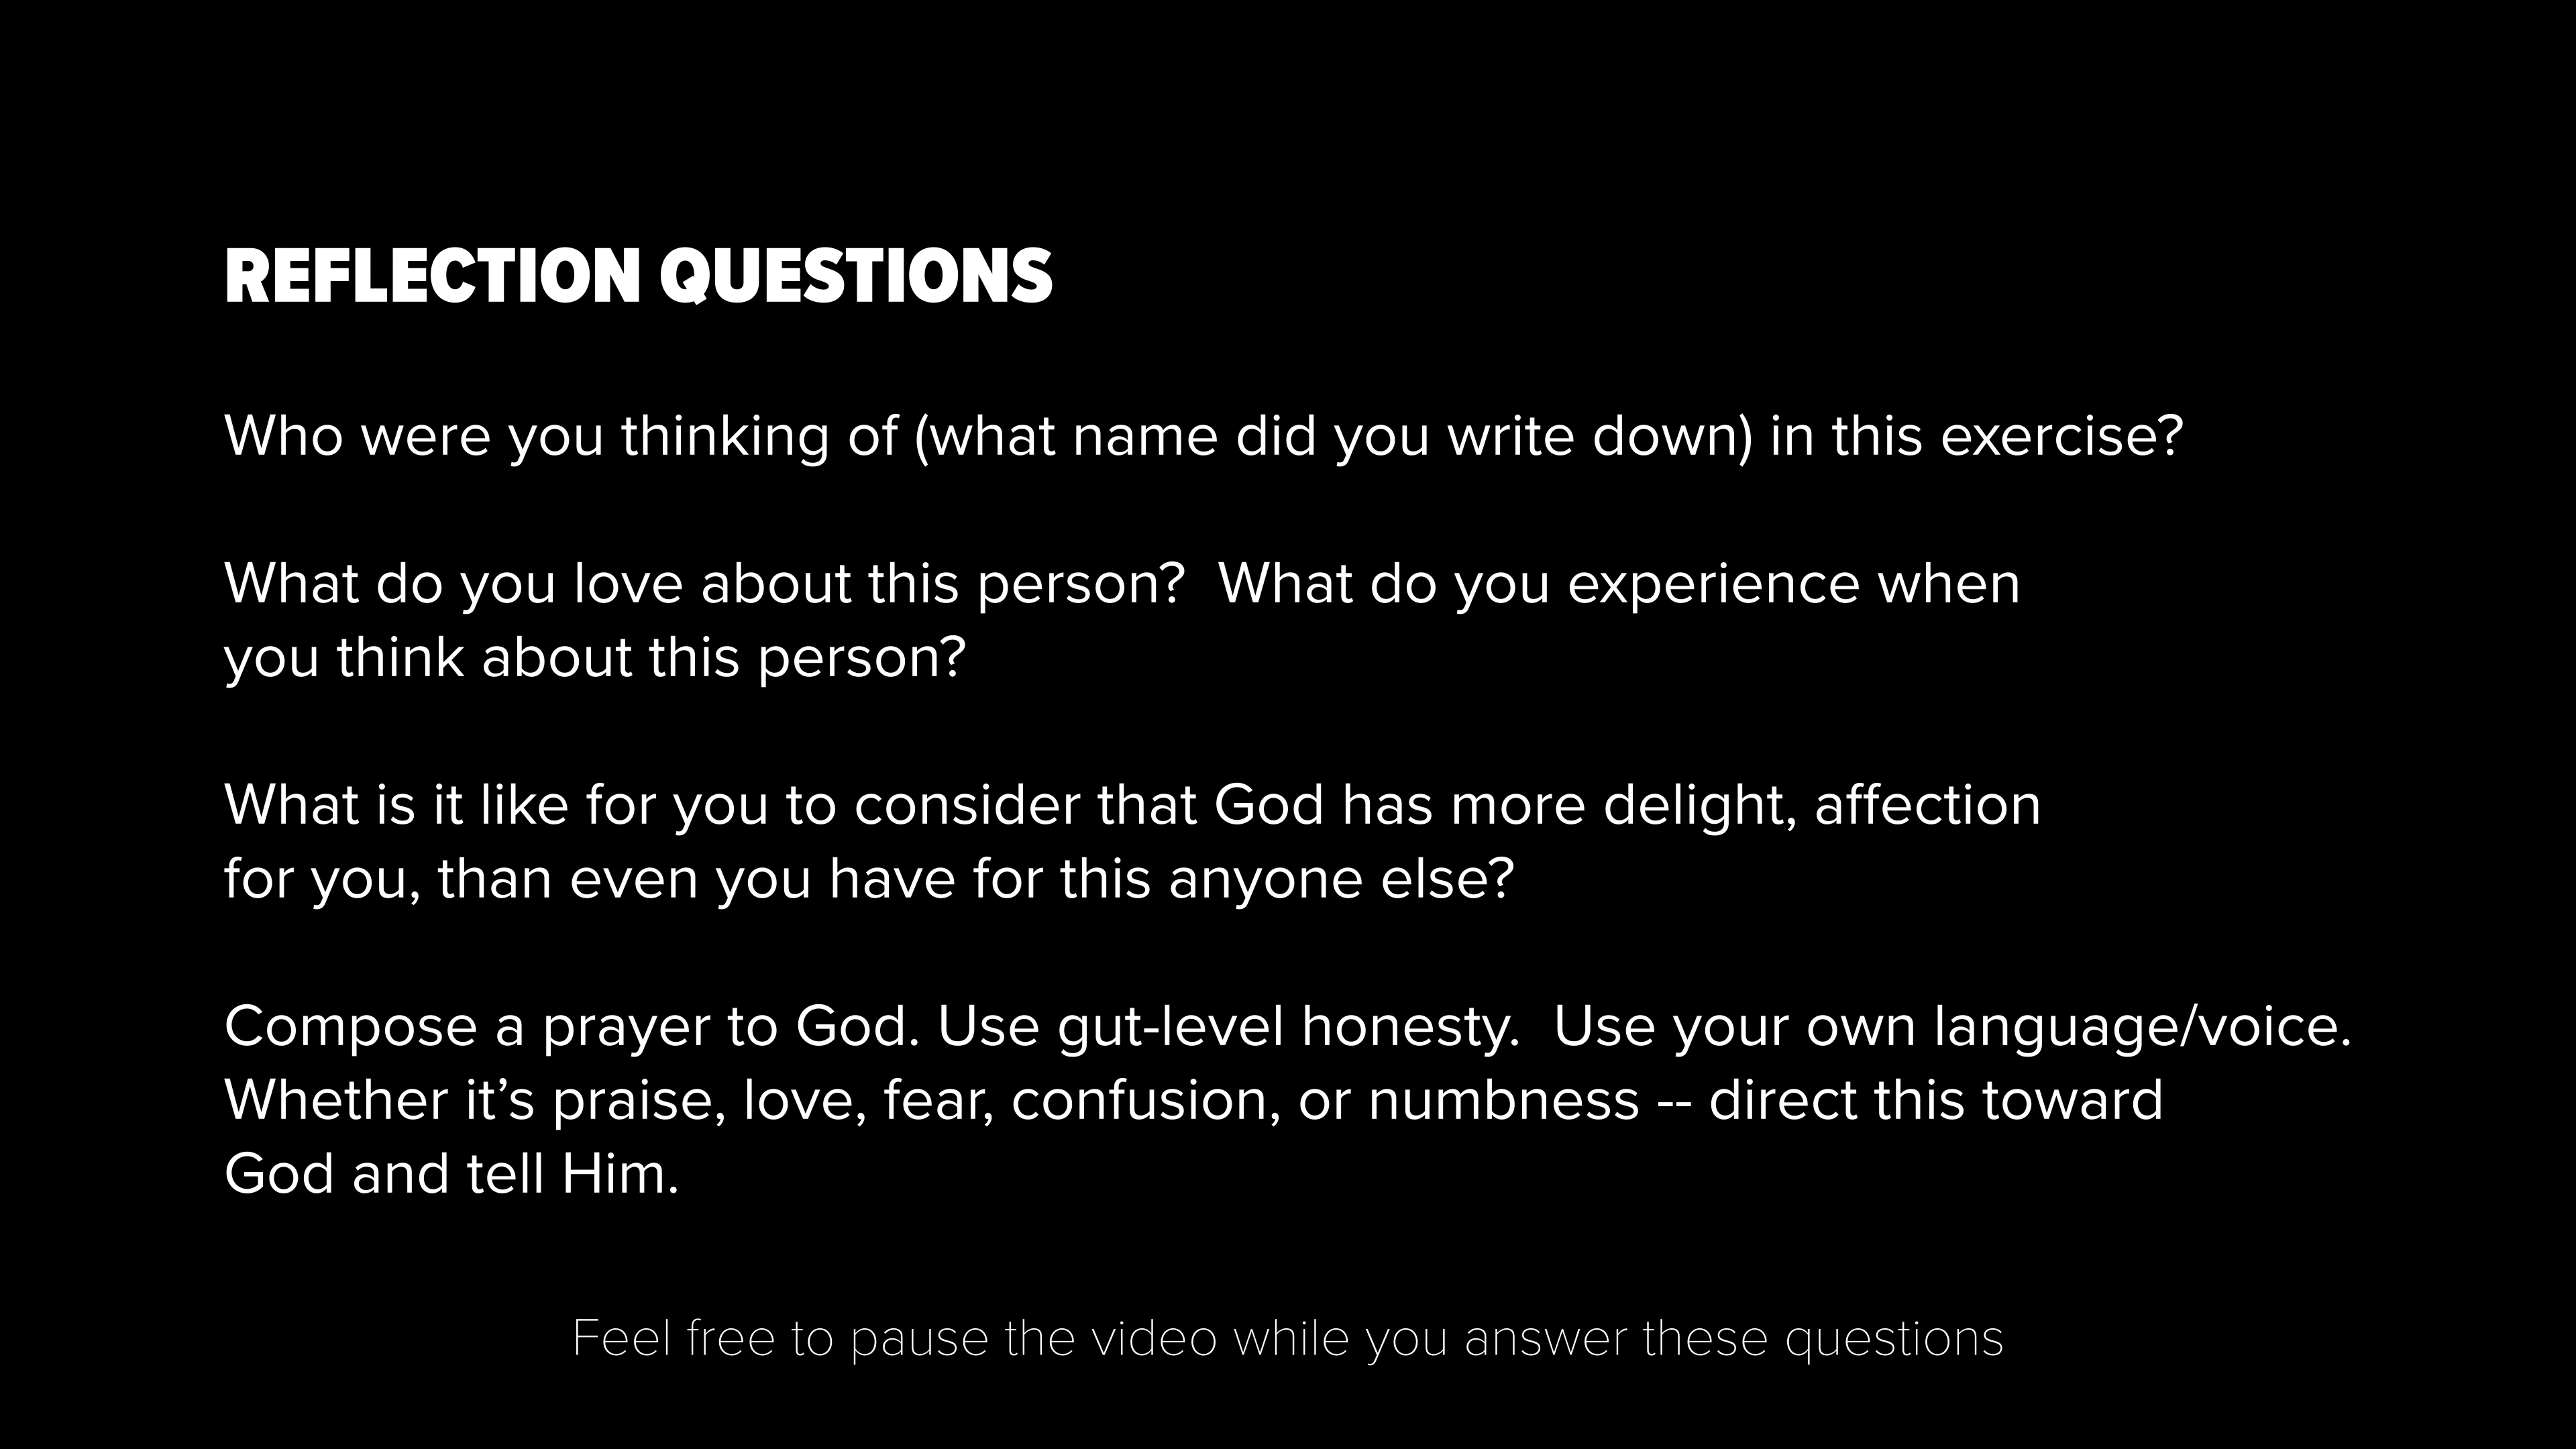 REFLECTION QUESTIONS
Who were you thinking of (what name did you write down) in this exercise?
What do you love about this person?  What do you experience when
you think about this person?
What is it like for you to consider that God has more delight, affection
for you, than even you have for this anyone else?
Compose a prayer to God. Use gut-level honesty.  Use your own language/voice.
Whether it’s praise, love, fear, confusion, or numbness -- direct this toward
God and tell Him.
Feel free to pause the video while you answer these questions